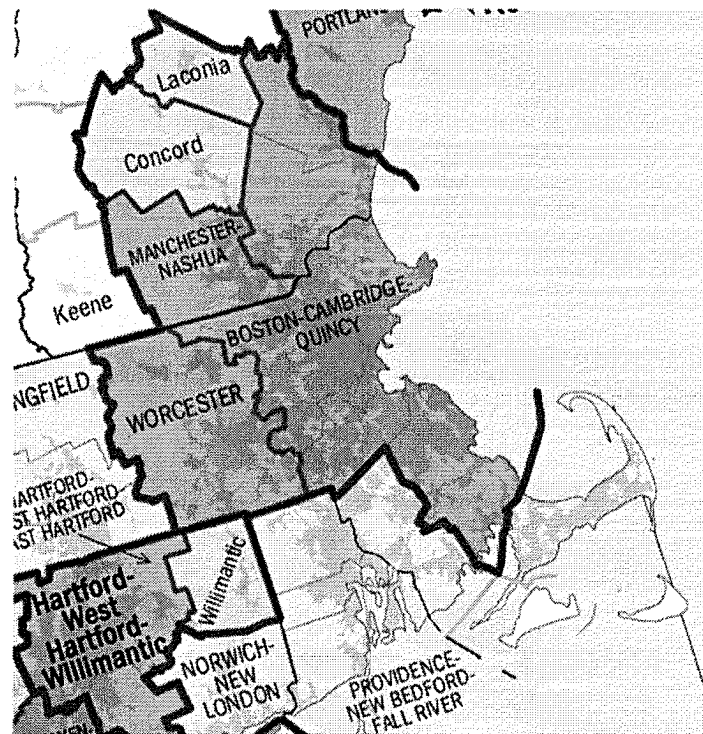 PORTLAN
Laconia
Concord
MANCHESTER-
NASHUA
Keene
BOSTON-CAMBRIDGE-
QUINCY
NGFIELD
WORCESTER
HARTFORD-
ST HARTFORD-
AST HARTFORD
Willimantic
Hartford-
West
Hartford-
Willimantic
NORWICH-
NEW
LONDON
PROVIDENCE-
NEW BEDFORD-
FALL RIVER